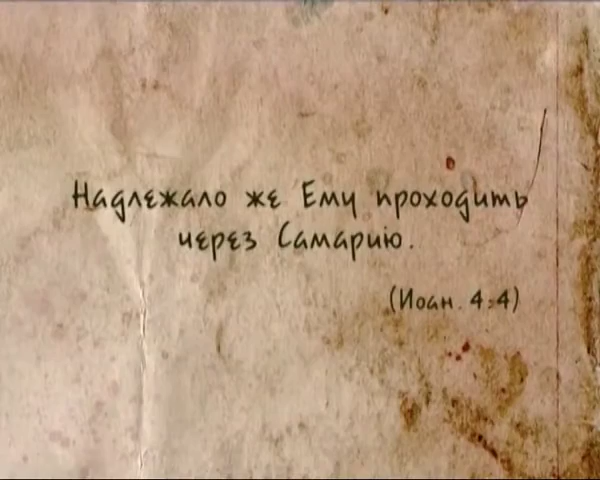 Надлежало же Ему проходить
через Самарию.
(Иоан. 4:4)